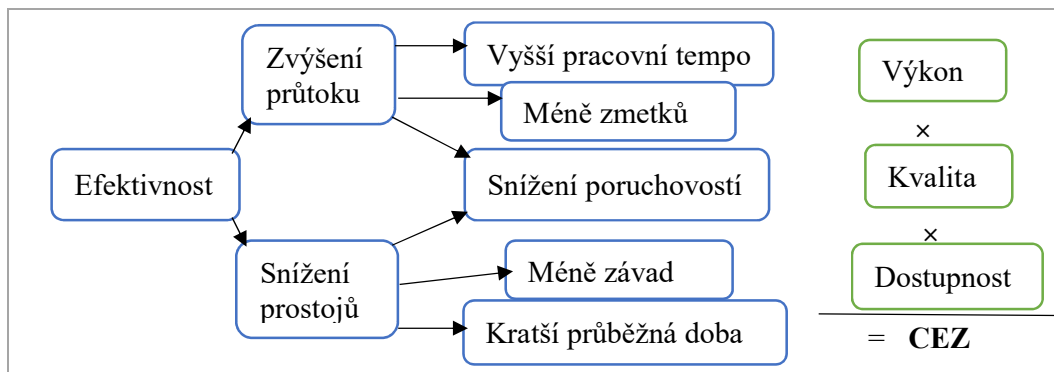 Efektivnost
Zvýšení
průtoku
Snížení
prostojů
Vyšší pracovní tempo
Méně zmetků
Snížení poruchovostí
Méně závad
Kratší průběžná doba
Výkon
×
Kvalita
×
Dostupnost
= CEZ